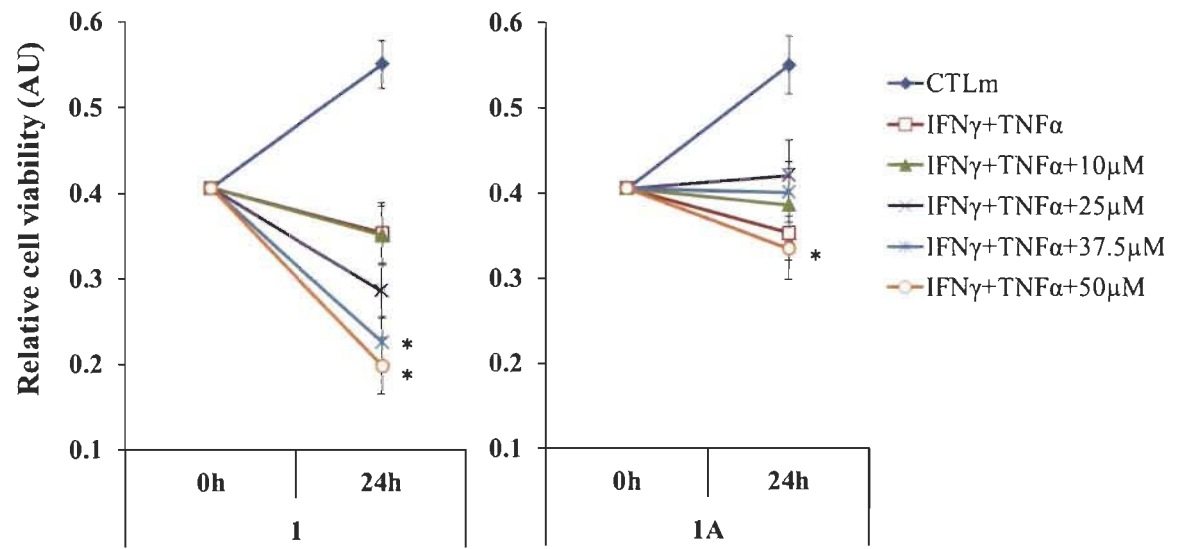 Relative cell viability (AU)
0.6
0.5
0.4
0.3
0.2
0.1
*
*
0h
24h
1
0.6
0.5
0.4
0.3
0.2
0.1
*
0h
24h
1A
CTLm
IFNγ+TNFα
IFNγ+TNFα+10µM
IFNγ+TNFα+25µM
IFNγ+TNFα+37.5µM
IFNγ+TNFα+50µM